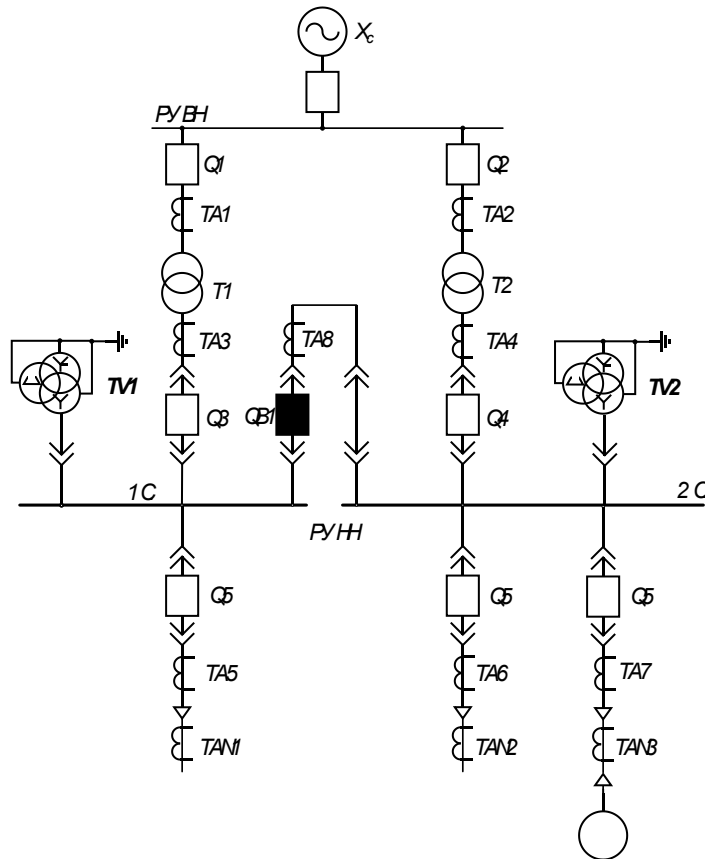 Xc
РУВН
Q1
Q2
TA1
TA2
T1
T2
TA3
TA8
TA4
TV1
TV2
Q3
QB1
Q4
1С
2С
РУНН
Q5
Q5
Q5
TA5
TA6
TA7
TAN1
TAN2
TAN3